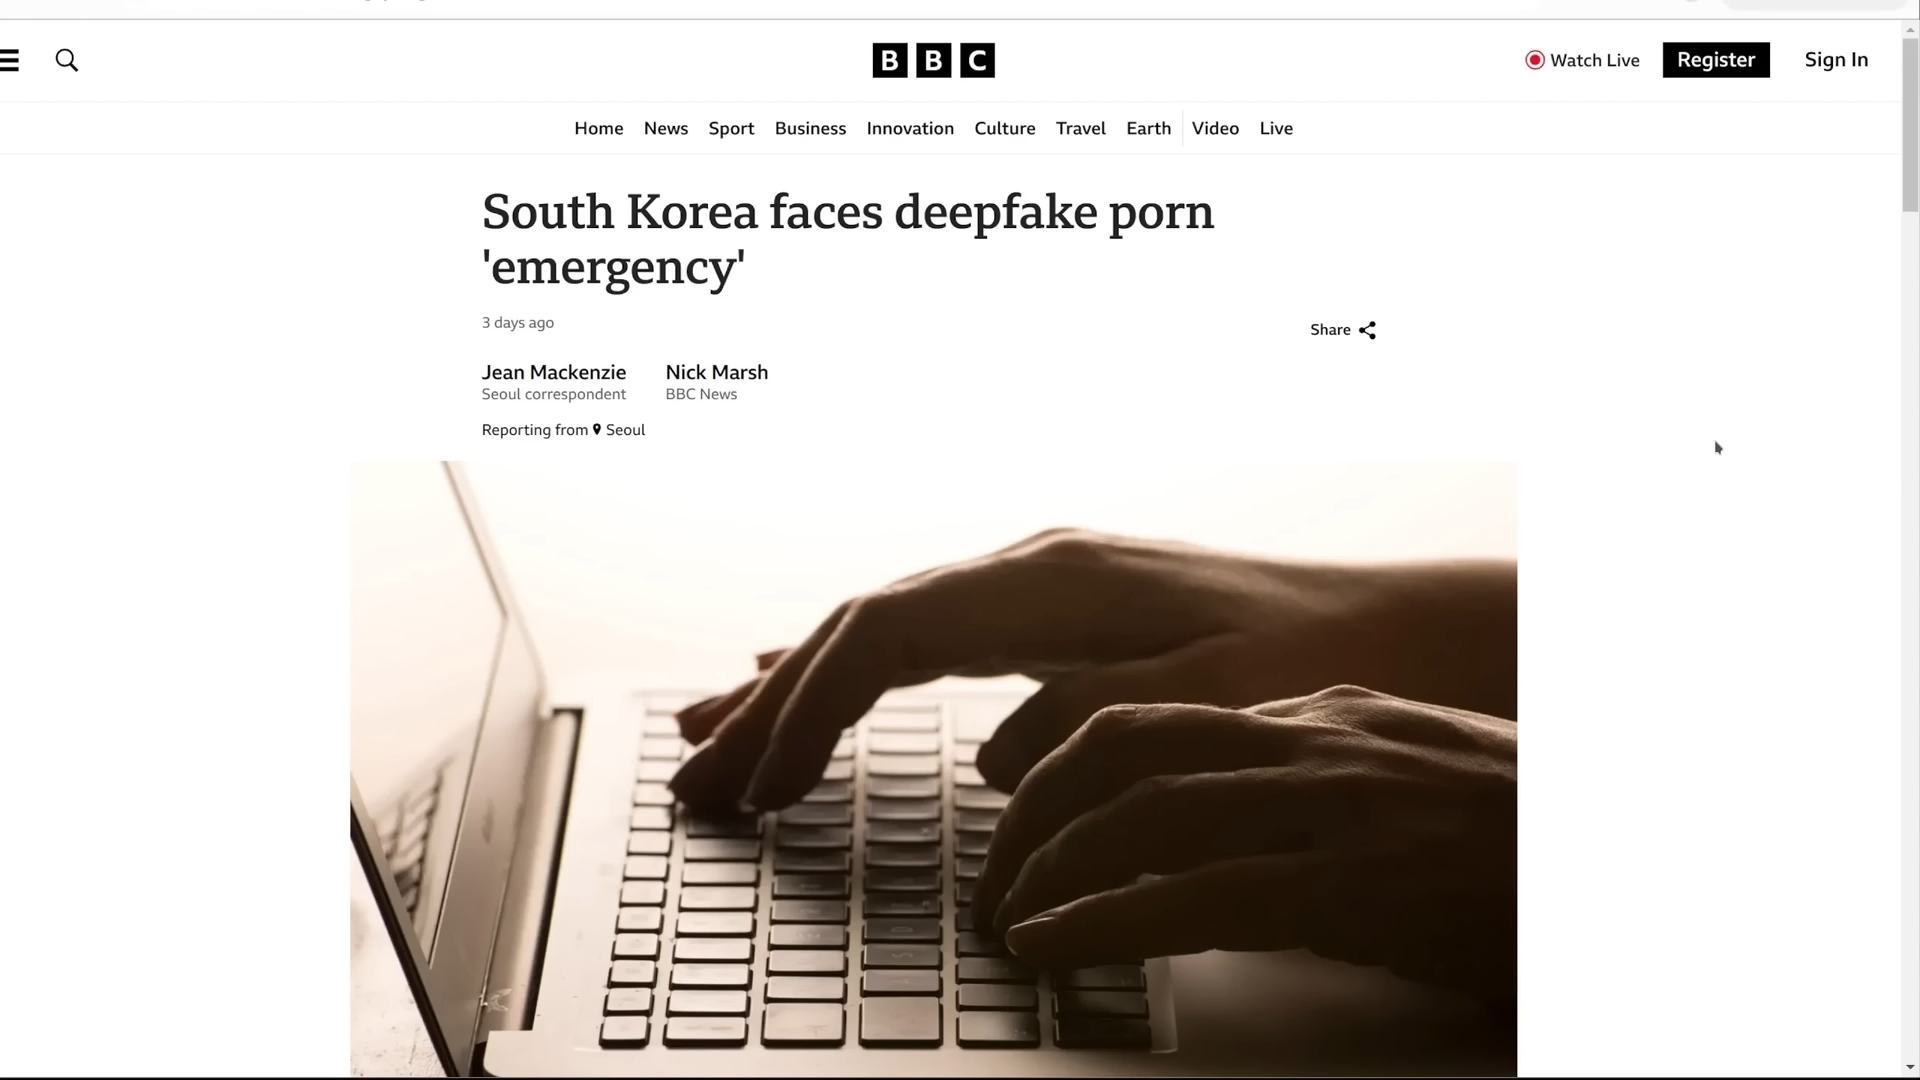 BBC
Watch Live
Register
Sign In
Home News Sport Business Innovation Culture Travel Earth Video Live
South Korea faces deepfake porn
'emergency'
3 days ago
Share
Jean Mackenzie Nick Marsh
Seoul correspondent BBC News
Reporting from Seoul